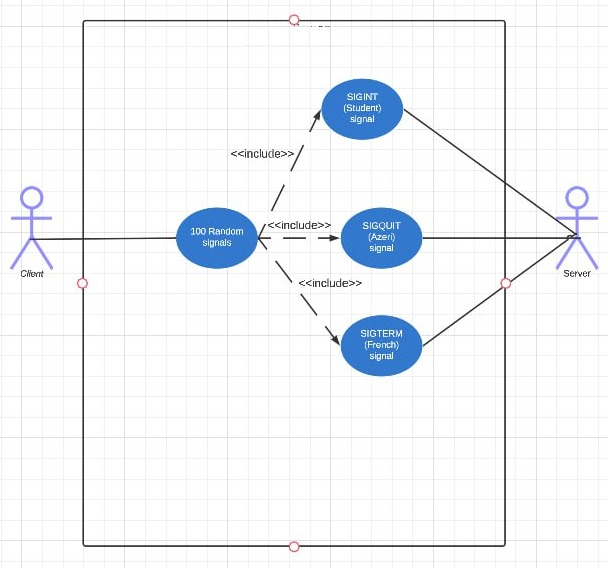 SIGINT
(Student)
signal
<<include>>
100 Random
signals
<<include>>
SIGQUIT
(Azeri)
signal
Client
Server
<<include>>
SIGTERM
(French)
signal